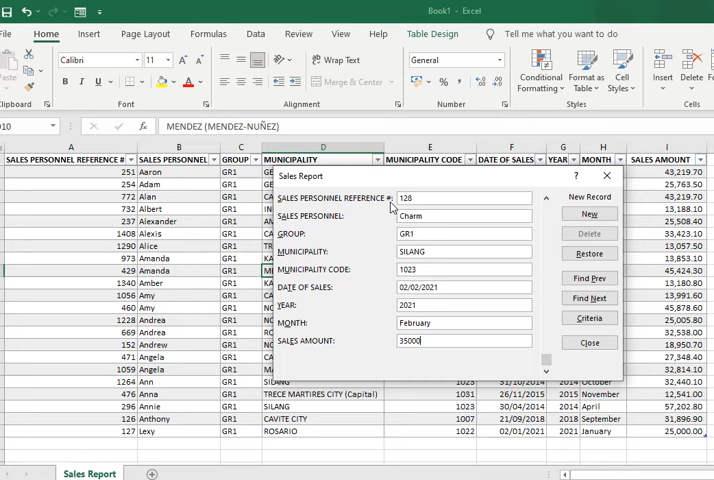 Book1 - Excel
File Home Insert Page Layout Formulas Data Review View Help Table Design Tell me what you want to do
Calibri 11 Wrap Text General
Paste B I U Merge & Center Conditional Formatting Format as Table Cell Styles Insert Delete
Clipboard Font Alignment Number Styles Cells
D10 fx MENDEZ (MENDEZ-NUÑEZ)
A B C D E F G H I
SALES PERSONNEL REFERENCE # SALES PERSONNEL GROUP MUNICIPALITY MUNICIPALITY CODE DATE OF SALES YEAR MONTH SALES AMOUNT
251 Aaron GR1 43,219.70
254 Adam GR1 25,763.50
772 Alan GR1 43,219.70
732 Albert GR1 13,188.10
237 Alexander GR1 25,508.40
1408 Alexis GR1 33,423.10
1290 Alice GR1 13,057.50
973 Amanda GR1 13,853.10
429 Amanda GR1 45,424.30
1340 Amber GR1 13,180.80
1056 Amy GR1 13,991.60
460 Amy GR1 45,878.60
1228 Andrea GR1 25,005.80
669 Andrea GR1 32,538.00
152 Andrew GR1 18,950.70
471 Angela GR1 27,348.40
1059 Angela GR1 32,814.10
1264 Ann GR1 SILANG 1023 31/10/2014 2014 October 32,440.10
476 Anna GR1 TRECE MARTIRES CITY (Capital) 1031 26/11/2015 2015 November 12,541.00
296 Annie GR1 SILANG 1023 30/04/2014 2014 April 57,202.80
126 Anthony GR1 CAVITE CITY 1007 21/09/2018 2018 September 31,896.90
127 Lexy GR1 ROSARIO 1022 02/01/2021 2021 January 25,000.00
Sales Report ?
SALES PERSONNEL REFERENCE #: 128
SALES PERSONNEL: Charm
GROUP: GR1
MUNICIPALITY: SILANG
MUNICIPALITY CODE: 1023
DATE OF SALES: 02/02/2021
YEAR: 2021
MONTH: February
SALES AMOUNT: 35000
New Record
New
Delete
Restore
Find Prev
Find Next
Criteria
Close
Sales Report